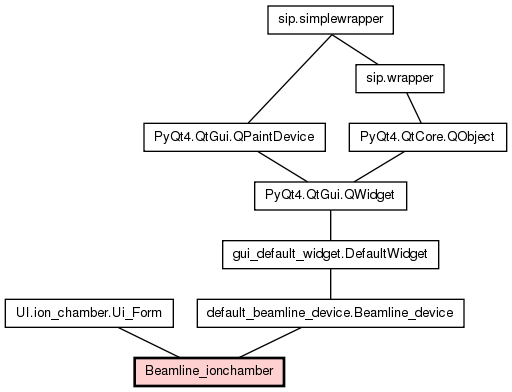 sip.simplewrapper
sip.wrapper
PyQt4.QtGui.QPaintDevice
PyQt4.QtCore.QObject
PyQt4.QtGui.QWidget
gui_default_widget.DefaultWidget
UI.ion_chamber.Ui_Form
default_beamline_device.Beamline_device
Beamline_ionchamber